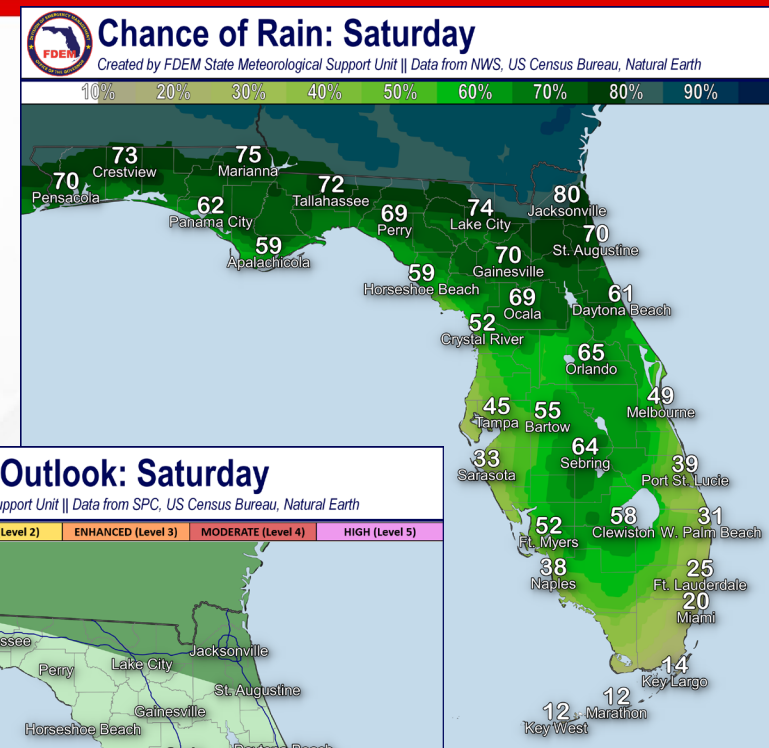 Chance of Rain: Saturday
FDEM
Created by FDEM State Meteorological Support Unit || Data from NWS, US Census Bureau, Natural Earth
10% 20% 30% 40% 50% 60% 70% 80% 90%
73
Crestview
75
Marianna
70
Pensacola
72
Tallahassee
62
Panama City
69
Perry
74
Lake City
80
Jacksonville
59
Apalachicola
70
St. Augustine
59
Horseshoe Beach
70
Gainesville
69
Ocala
61
Daytona Beach
52
Crystal River
65
Orlando
45
Tampa
55
Bartow
49
Melbourne
33
Sarasota
64
Sebring
39
Port St. Lucie
52
Ft. Myers
58
Clewiston
31
W. Palm Beach
38
Naples
25
Ft. Lauderdale
20
Miami
14
Key Largo
12
Marathon
12
Key West
Outlook: Saturday
upport Unit || Data from SPC, US Census Bureau, Natural Earth
Level 2) ENHANCED (Level 3) MODERATE (Level 4) HIGH (Level 5)
ssee
Perry
Lake City
Jacksonville
St. Augustine
Gainesville
Horseshoe Beach
Daytona Beach